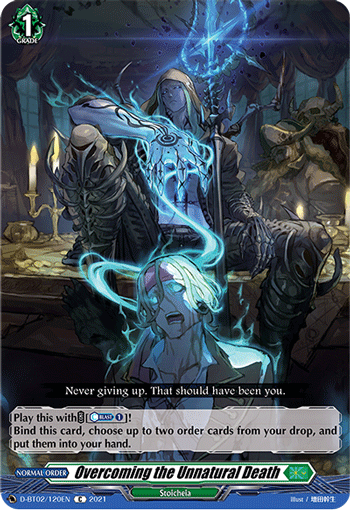 1
GRADE
Never giving up. That should have been you.
Play this with [C BLAST 1]!
Bind this card, choose up to two order cards from your drop, and
put them into your hand.
NORMAL ORDER Overcoming the Unnatural Death
D-BT02/120EN C 2021 Stoicheia Illust / 増田幹生